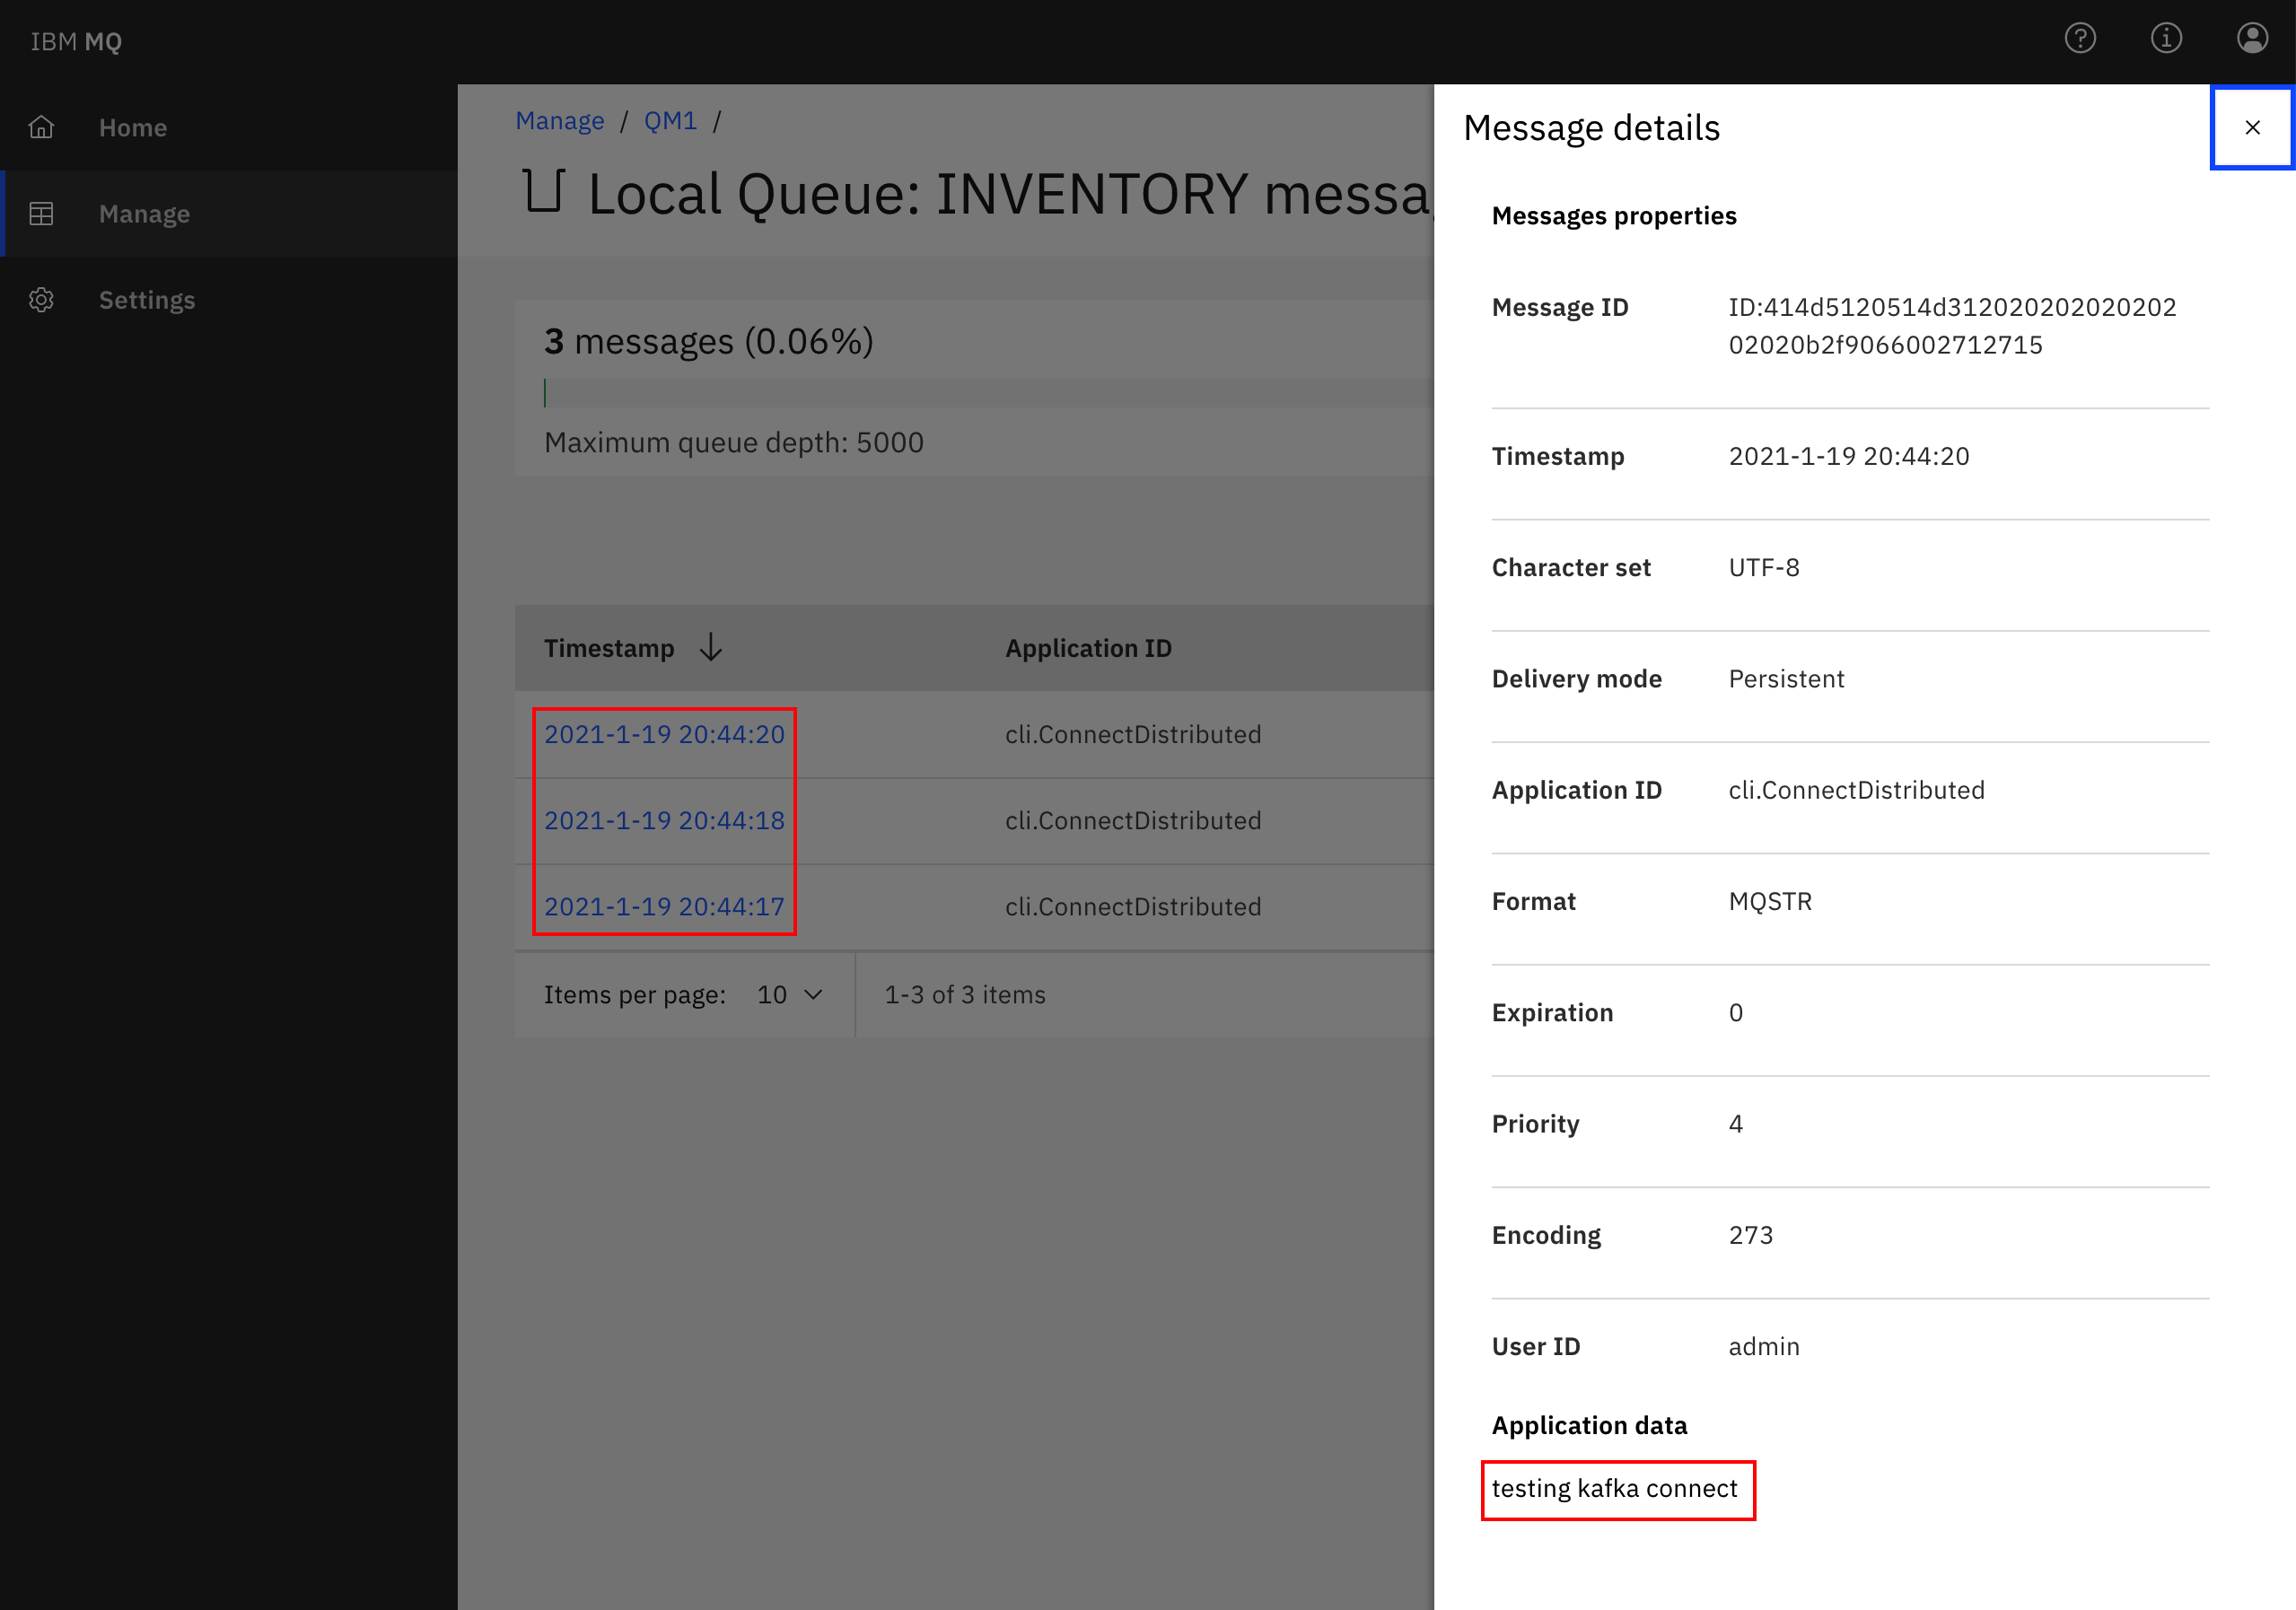 IBM MQ
Home
Manage
Settings
Manage / QM1 /
Local Queue: INVENTORY messa
3 messages (0.06%)
Maximum queue depth: 5000
Timestamp Application ID
2021-1-19 20:44:20 cli.ConnectDistributed
2021-1-19 20:44:18 cli.ConnectDistributed
2021-1-19 20:44:17 cli.ConnectDistributed
Items per page: 10 1-3 of 3 items
Message details
Messages properties
Message ID ID:414d5120514d312020202020202
02020b2f9066002712715
Timestamp 2021-1-19 20:44:20
Character set UTF-8
Delivery mode Persistent
Application ID cli.ConnectDistributed
Format MQSTR
Expiration 0
Priority 4
Encoding 273
User ID admin
Application data
testing kafka connect